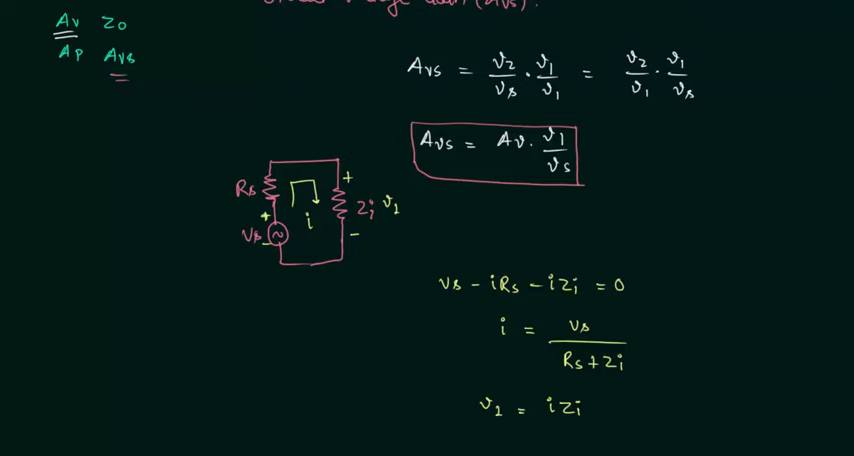 Av Zo
Ap Avs
Avs = v2/vs · v1/v1 = v2/v1 · v1/vs
Avs = Av · v1/vs
Rs
+
+
Zi v1
i
vs
-
-
vs - iRs - iZi = 0
i = vs/(Rs + Zi)
v1 = iZi